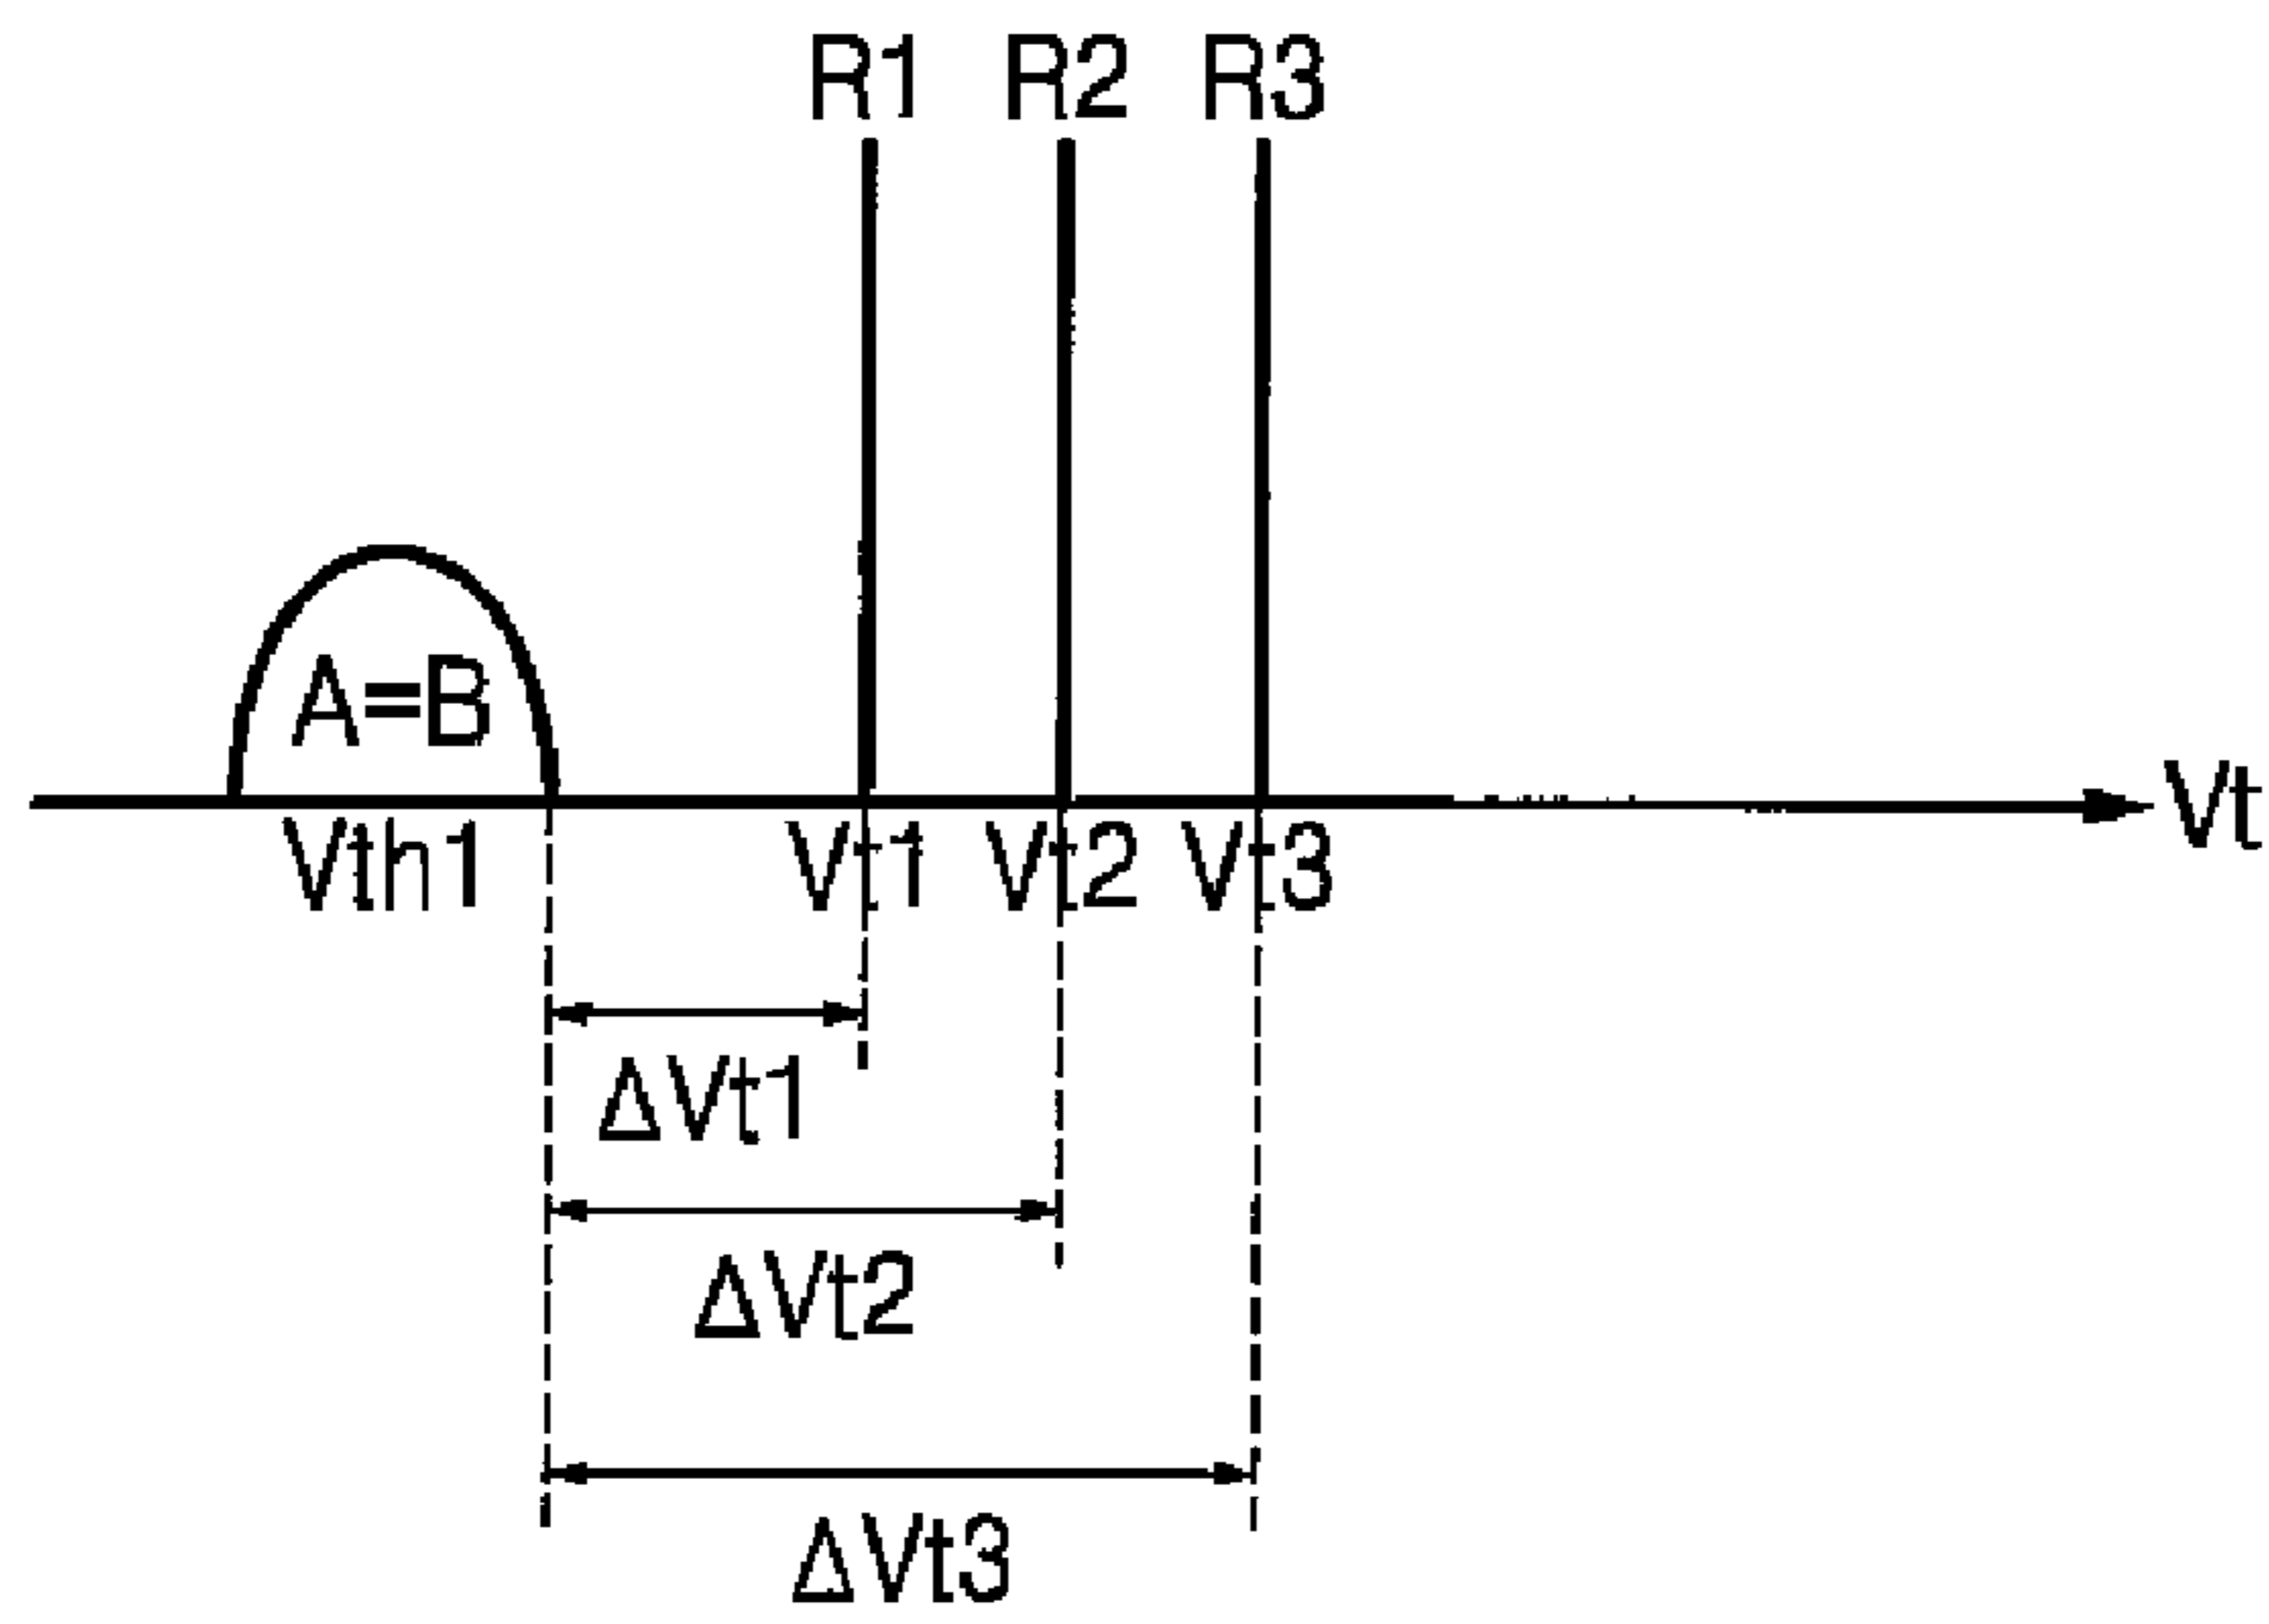 R1 R2 R3
A=B
Vt
Vth1 Vt1 Vt2 Vt3
ΔVt1
ΔVt2
ΔVt3